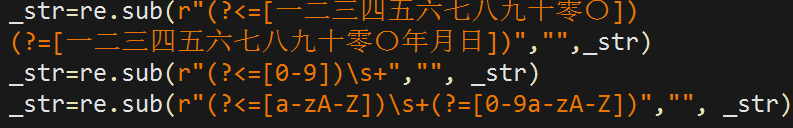 _str=re.sub(r"(?<=[一二三四五六七八九十零〇])
(?=[一二三四五六七八九十零〇年月日])","",_str)
_str=re.sub(r"(?<=[0-9])\s+","", _str)
_str=re.sub(r"(?<=[a-zA-Z])\s+(?=[0-9a-zA-Z])","", _str)